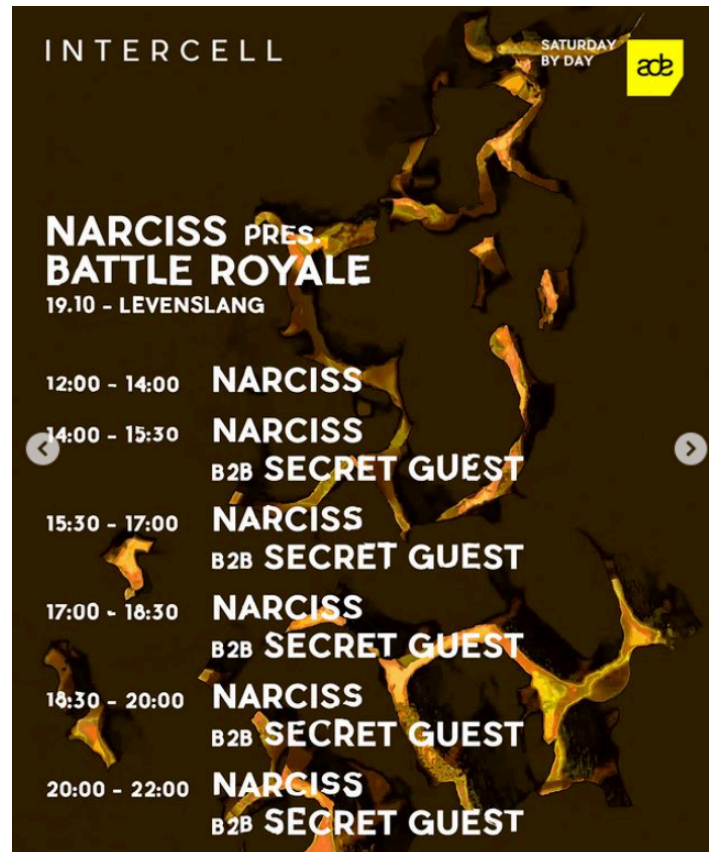 INTERCELL
SATURDAY
BY DAY
ade
NARCISS PRES.
BATTLE ROYALE
19.10 - LEVENSLANG
12:00 - 14:00 NARCISS
14:00 - 15:30 NARCISS
B2B SECRET GUEST
15:30 - 17:00 NARCISS
B2B SECRET GUEST
17:00 - 18:30 NARCISS
B2B SECRET GUEST
18:30 - 20:00 NARCISS
B2B SECRET GUEST
20:00 - 22:00 NARCISS
B2B SECRET GUEST